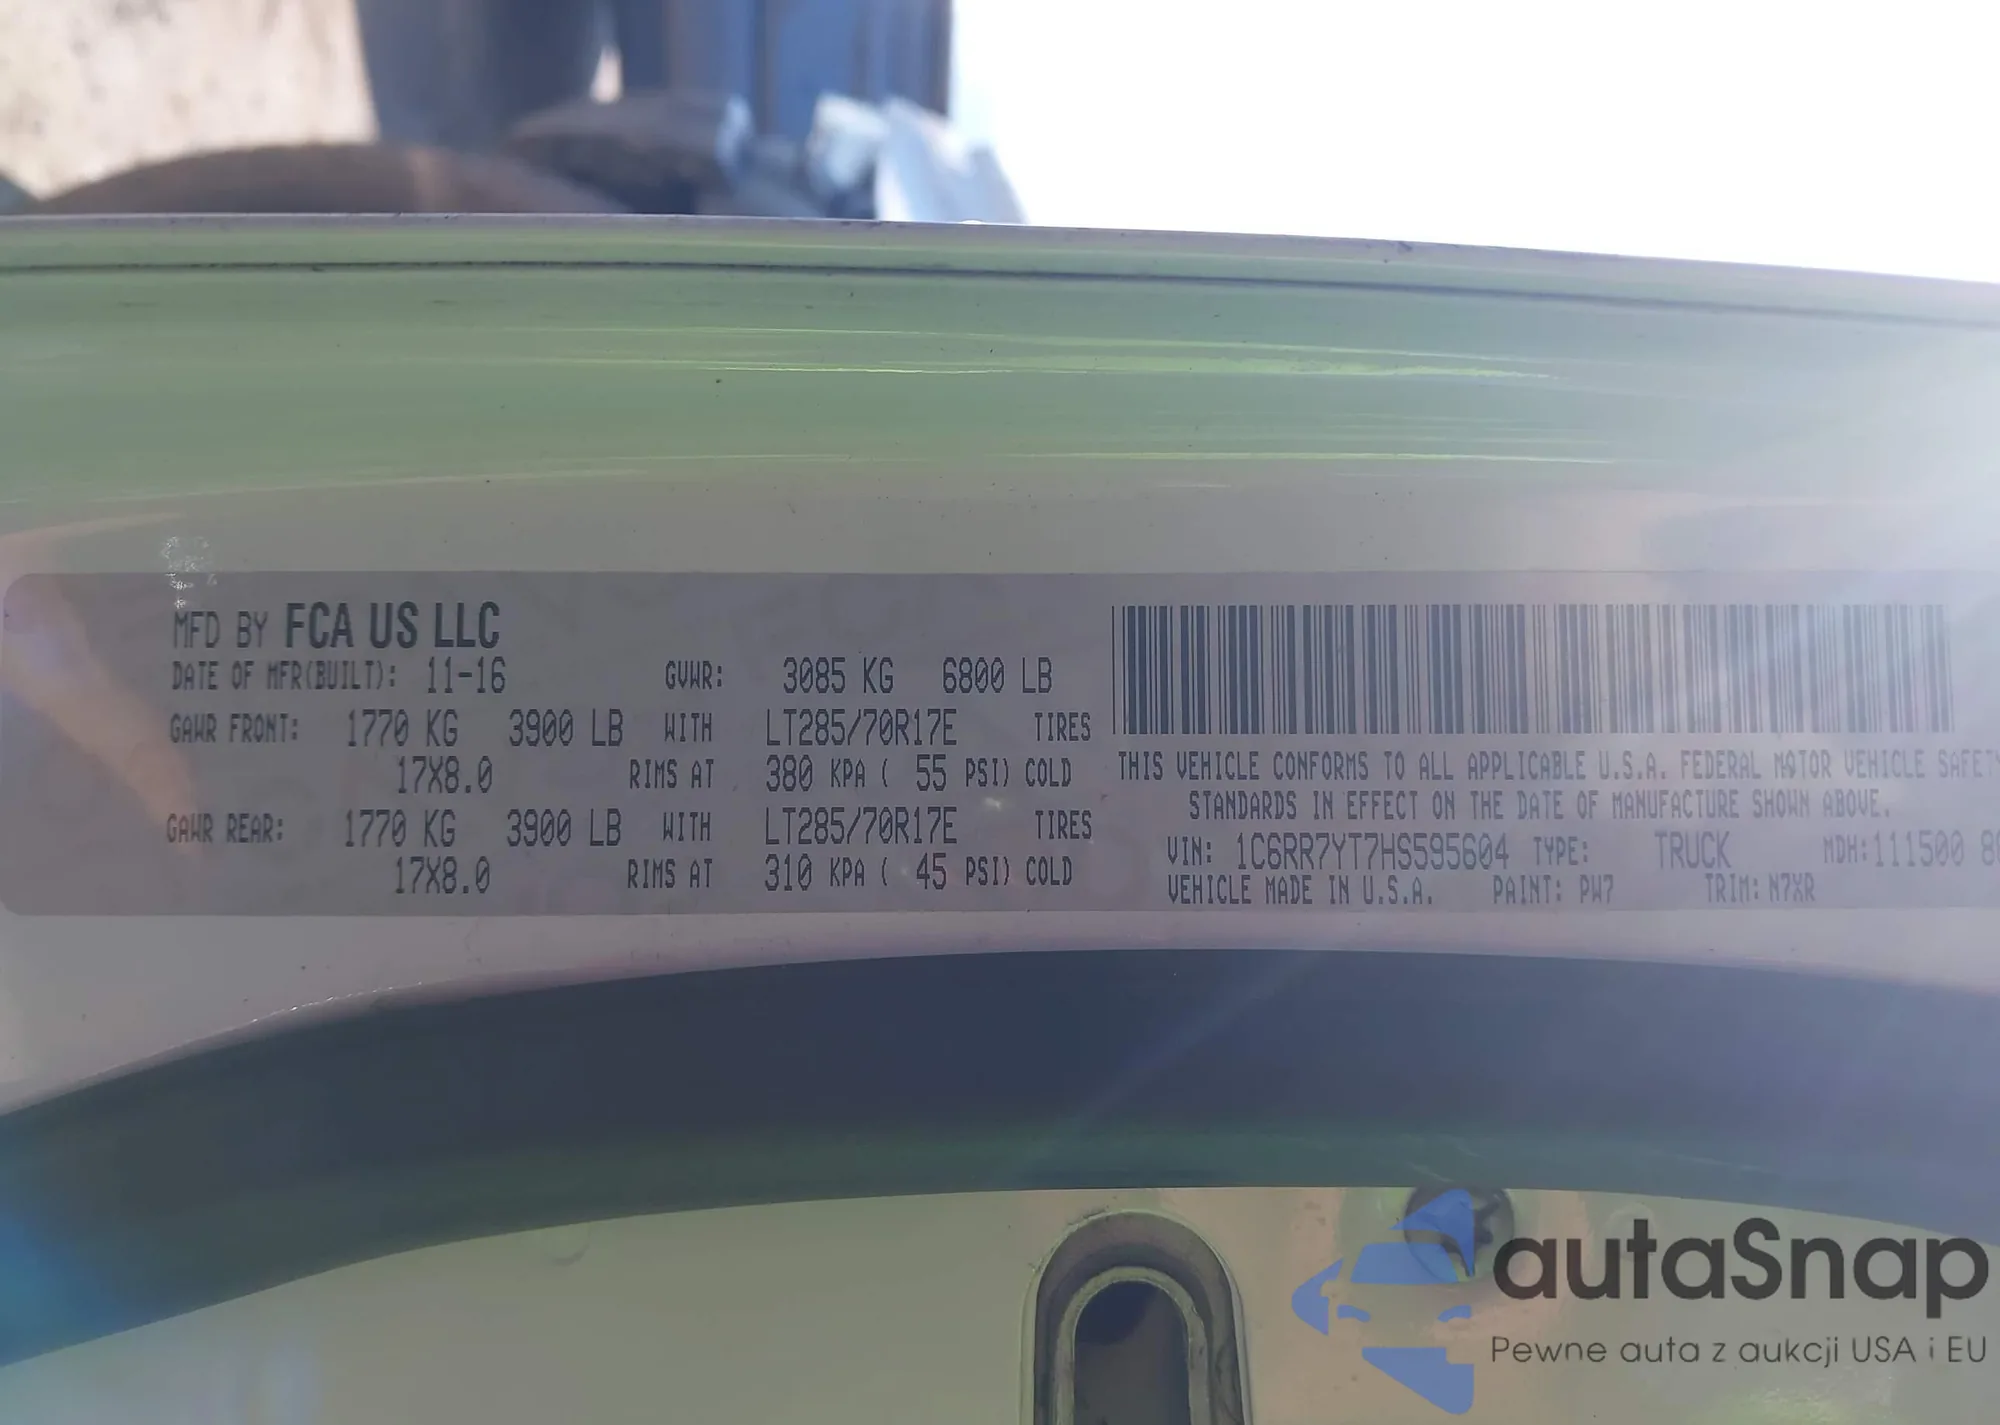 MFD BY FCA US LLC
DATE OF MFR(BUILT): 11-16 GVWR: 3085 KG 6800 LB
GAWR FRONT: 1770 KG 3900 LB WITH LT285/70R17E TIRES
17X8.0 RIMS AT 380 KPA ( 55 PSI) COLD
GAWR REAR: 1770 KG 3900 LB WITH LT285/70R17E TIRES
17X8.0 RIMS AT 310 KPA ( 45 PSI) COLD
THIS VEHICLE CONFORMS TO ALL APPLICABLE U.S.A. FEDERAL MOTOR VEHICLE SAFETY
STANDARDS IN EFFECT ON THE DATE OF MANUFACTURE SHOWN ABOVE.
VIN: 1C6RR7YT7HS595604 TYPE: TRUCK MDH: 111500
VEHICLE MADE IN U.S.A. PAINT: PW7 TRIM: N7XR
autaSnap
Pewne auta z aukcji USA i EU